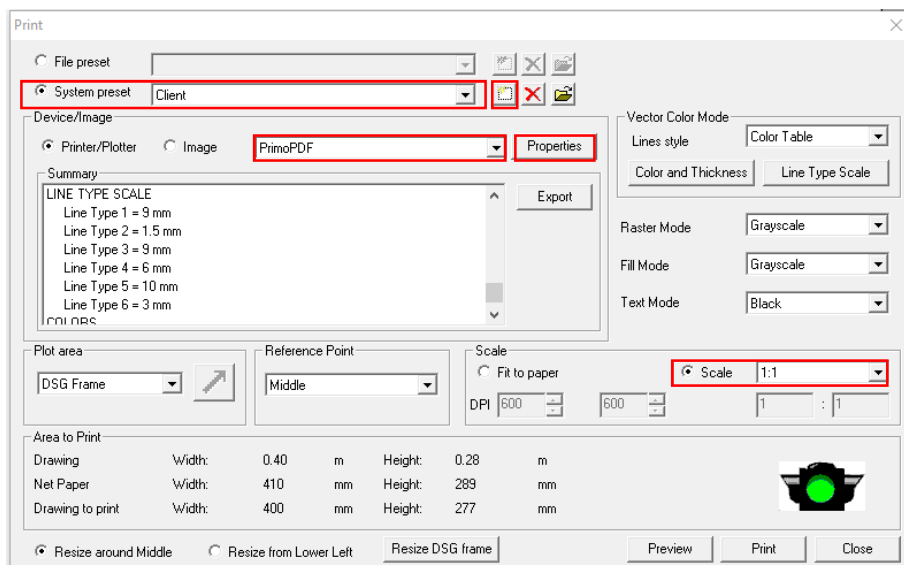 Print
File preset
System preset Client
Device/Image
Printer/Plotter Image PrimoPDF Properties
Summary
LINE TYPE SCALE
Line Type 1 = 9 mm
Line Type 2 = 1.5 mm
Line Type 3 = 9 mm
Line Type 4 = 6 mm
Line Type 5 = 10 mm
Line Type 6 = 3 mm
COLORS
Export
Vector Color Mode
Lines style Color Table
Color and Thickness Line Type Scale
Raster Mode Grayscale
Fill Mode Grayscale
Text Mode Black
Plot area
DSG Frame
Reference Point
Middle
Scale
Fit to paper Scale 1:1
DPI 600 600 1 : 1
Area to Print
Drawing Width: 0.40 m Height: 0.28 m
Net Paper Width: 410 mm Height: 289 mm
Drawing to print Width: 400 mm Height: 277 mm
Resize around Middle Resize from Lower Left Resize DSG frame Preview Print Close